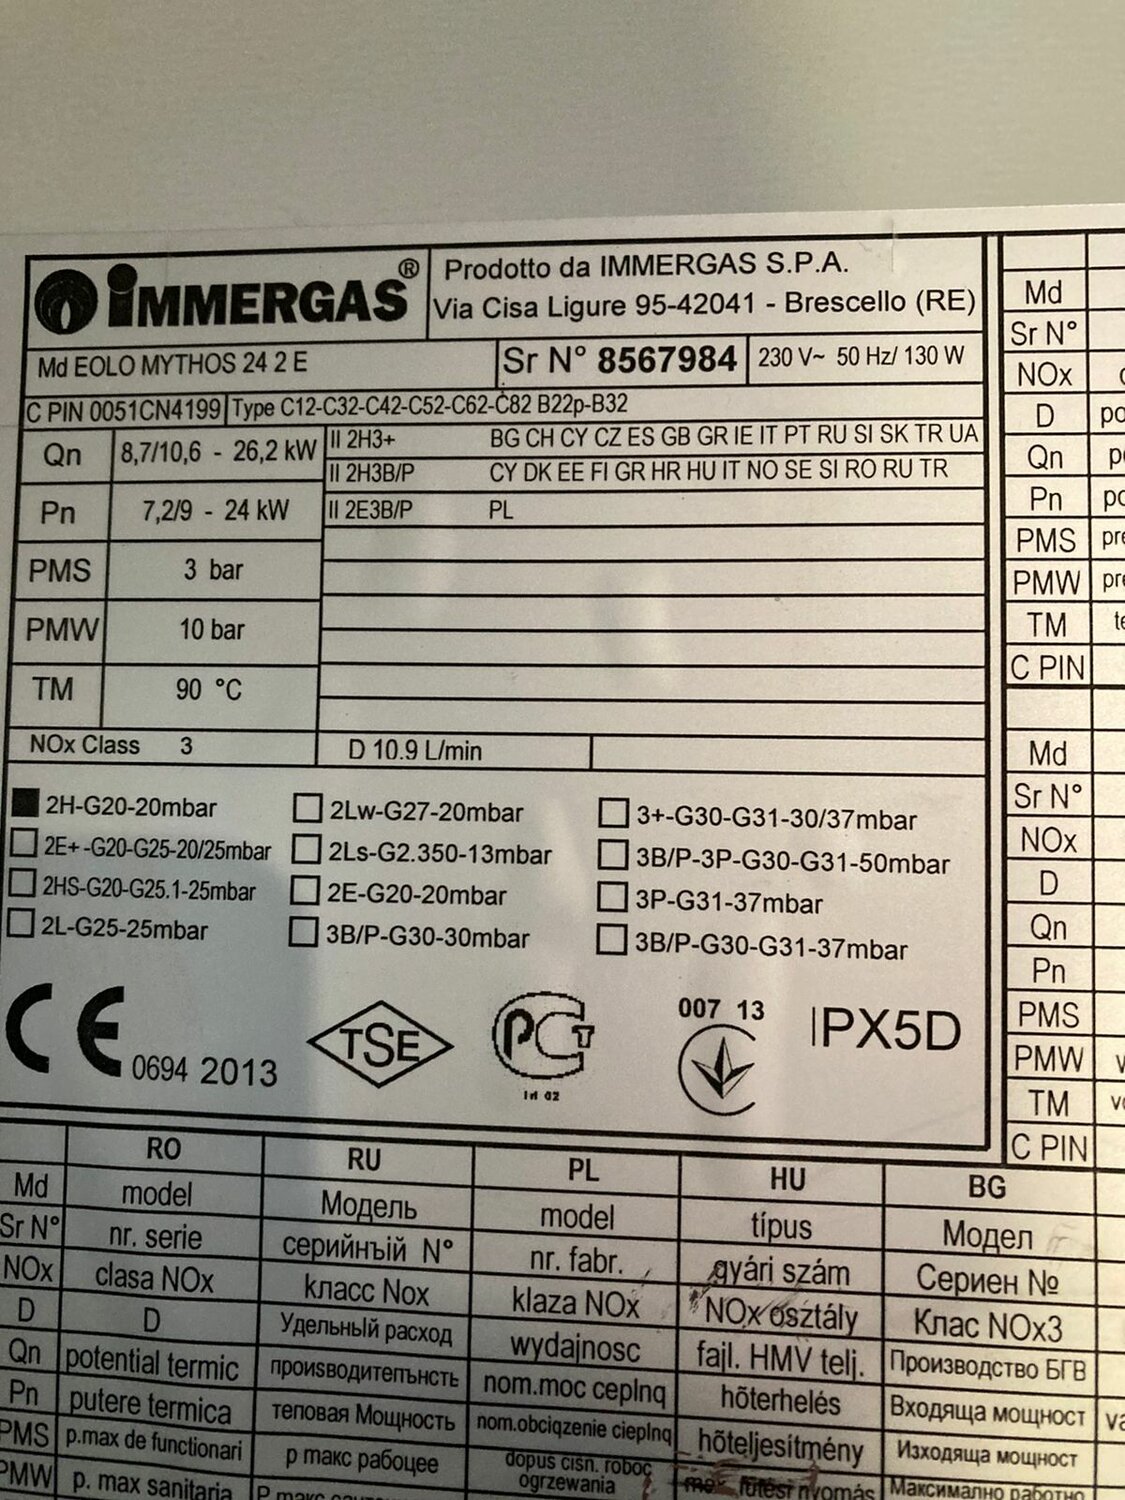 IMMERGAS®
Prodotto da IMMERGAS S.P.A.
Via Cisa Ligure 95-42041 - Brescello (RE)
Md EOLO MYTHOS 24 2 E
Sr N° 8567984
230 V~ 50 Hz/ 130 W
C PIN 0051CN4199
Type C12-C32-C42-C52-C62-C82 B22p-B32
Qn 8,7/10,6 - 26,2 kW
II 2H3+ BG CH CY CZ ES GB GR IE IT PT RU SI SK TR UA
II 2H3B/P CY DK EE FI GR HR HU IT NO SE SI RO RU TR
Pn 7,2/9 - 24 kW
II 2E3B/P PL
PMS 3 bar
PMW 10 bar
TM 90 °C
NOx Class 3
D 10.9 L/min
2H-G20-20mbar
2Lw-G27-20mbar
3+-G30-G31-30/37mbar
2E+-G20-G25-20/25mbar
2Ls-G2.350-13mbar
3B/P-3P-G30-G31-50mbar
2HS-G20-G25.1-25mbar
2E-G20-20mbar
3P-G31-37mbar
2L-G25-25mbar
3B/P-G30-30mbar
3B/P-G30-G31-37mbar
CE 0694 2013
TSE
РСТ
007 13
IPX5D
Md
Sr N°
NOx
D
Qn
Pn
PMS
PMW
TM
C PIN
Md
Sr N°
NOx
D
Qn
Pn
PMS
PMW
TM
C PIN
RO RU PL HU BG
Md model Модель model típus Модел
Sr N° nr. serie серийнъій N° nr. fabr. gyári szám Сериен №
NOx clasa NOx класс Nox klaza NOx NOx osztály Клас NOx3
D D Удельный расход wydajnosc fajl. HMV telj. Производство БГВ
Qn potential termic производитепънсть nom.moc ceplnq hõterhelés Входяща мощност
Pn putere termica тепловая Мощность nom.obciqzenie cieplnq hõteljesítmény Изходяща мощност
PMS p.max de functionari р макс рабоцее dopus cisn. roboc ogrzewania fűtési nyomás Максимално работно
PMW p. max sanitaria